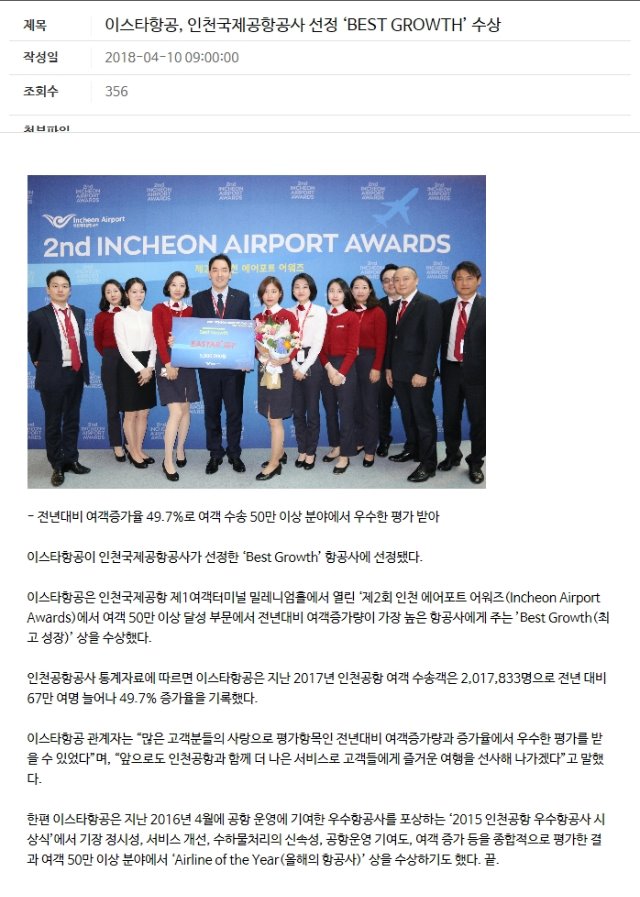 제목 이스타항공, 인천국제공항공사 선정 ‘BEST GROWTH’ 수상
작성일 2018-04-10 09:00:00
조회수 356
첨부파일
Incheon Airport
2nd INCHEON AIRPORT AWARDS
에어포트 어워즈
Best Growth
EASTAR JET
- 전년대비 여객증가율 49.7%로 여객 수송 50만 이상 분야에서 우수한 평가 받아
이스타항공이 인천국제공항공사가 선정한 ‘Best Growth’ 항공사에 선정됐다.
이스타항공은 인천국제공항 제1여객터미널 밀레니엄홀에서 열린 ‘제2회 인천 에어포트 어워즈(Incheon Airport
Awards)에서 여객 50만 이상 달성 부문에서 전년대비 여객증가량이 가장 높은 항공사에게 주는 ’Best Growth(최
고 성장)’ 상을 수상했다.
인천공항공사 통계자료에 따르면 이스타항공은 지난 2017년 인천공항 여객 수송객은 2,017,833명으로 전년 대비
67만 여명 늘어나 49.7% 증가율을 기록했다.
이스타항공 관계자는 “많은 고객분들의 사랑으로 평가항목인 전년대비 여객증가량과 증가율에서 우수한 평가를 받
을 수 있었다”며, “앞으로도 인천공항과 함께 더 나은 서비스로 고객들에게 즐거운 여행을 선사해 나가겠다”고 말했
다.
한편 이스타항공은 지난 2016년 4월에 공항 운영에 기여한 우수항공사를 포상하는 ‘2015 인천공항 우수항공사 시
상식’에서 기장 정시성, 서비스 개선, 수하물처리의 신속성, 공항운영 기여도, 여객 증가 등을 종합적으로 평가한 결
과 여객 50만 이상 분야에서 ‘Airline of the Year(올해의 항공사)’ 상을 수상하기도 했다. 끝.